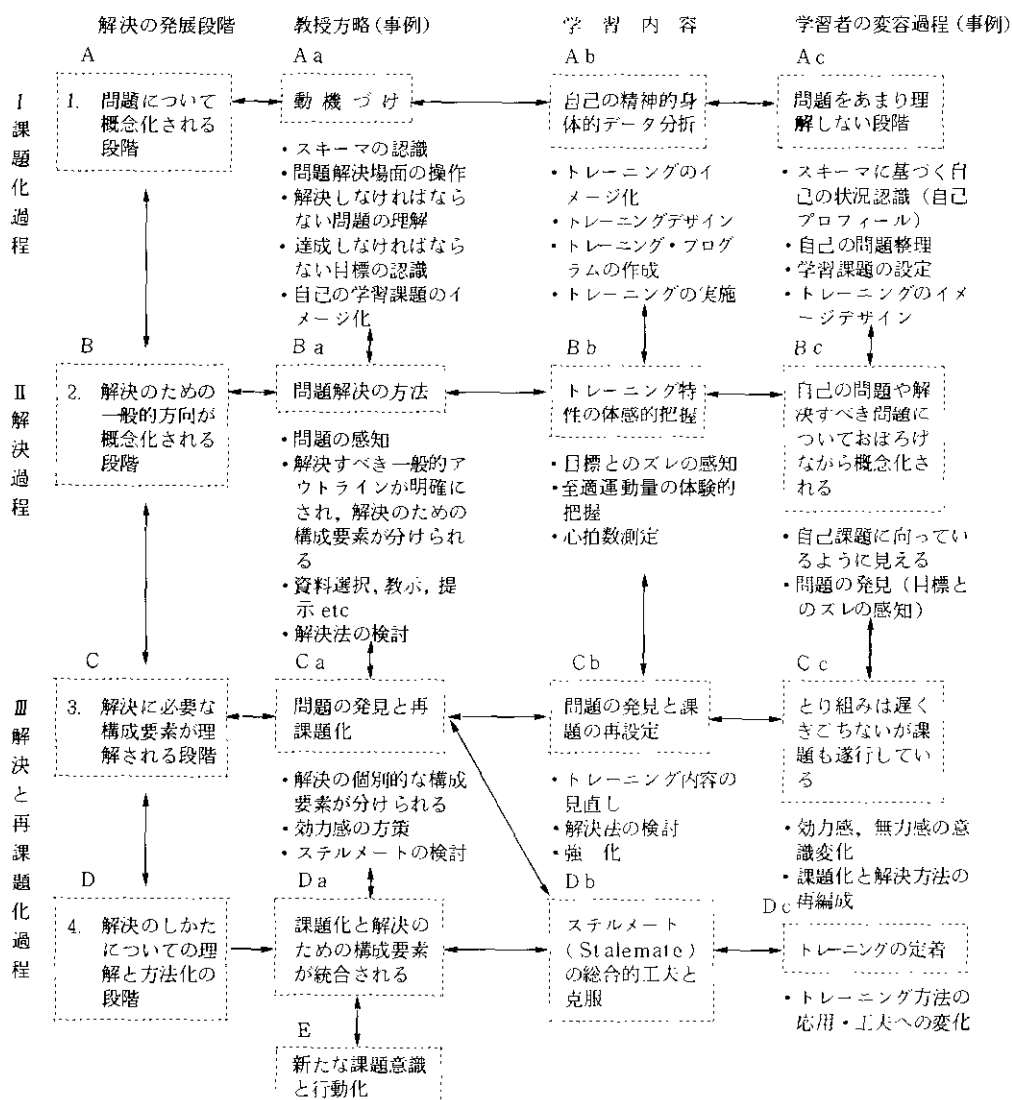 解決の発展段階
教授方略(事例)
学習内容
学習者の変容過程(事例)
I 課題化過程
A
1. 問題について
概念化される
段階
Aa
動機づけ
・スキーマの認識
・問題解決場面の操作
・解決しなければなら
ない問題の理解
・達成しなければなら
ない目標の認識
・自己の学習課題のイ
メージ化
Ab
自己の精神的身
体的データ分析
・トレーニングのイ
メージ化
・トレーニングデザイン
・トレーニング・プログ
ラムの作成
・トレーニングの実施
Ac
問題をあまり理
解しない段階
・スキーマに基づく自
己の状況認識(自己
プロフィール)
・自己の問題整理
・学習課題の設定
・トレーニングのイメ
ージデザイン
II 解決過程
B
2. 解決のための
一般的方向が
概念化される
段階
Ba
問題解決の方法
・問題の感知
・解決すべき一般的ア
ウトラインが明確に
され,解決のための
構成要素が分けられ
る
・資料選択,教示,提
示 etc
・解決法の検討
Bb
トレーニング特
性の体感的把握
・目標とのズレの感知
・至適運動量の体験的
把握
・心拍数測定
Bc
自己の問題や解
決すべき問題に
ついておぼろげ
ながら概念化さ
れる
・自己課題に向ってい
るように見える
・問題の発見(目標と
のズレの感知)
III 解決と再課題化過程
C
3. 解決に必要な
構成要素が理
解される段階
Ca
問題の発見と再
課題化
・解決の個別的な構成
要素が分けられる
・効力感の方策
・ステルメートの検討
Cb
問題の発見と課
題の再設定
・トレーニング内容の
見直し
・解決法の検討
・強化
Cc
とり組みは遅く
きごちないが課
題も遂行してい
る
・効力感,無力感の意
識変化
・課題化と解決方法の
再編成
D
4. 解決のしかた
についての理
解と方法化の
段階
Da
課題化と解決の
ための構成要素
が統合される
Db
ステルメート
(Stalemate)
の総合的工夫と
克服
Dc
トレーニングの定着
・トレーニング方法の
応用・工夫への変化
E
新たな課題意識
と行動化